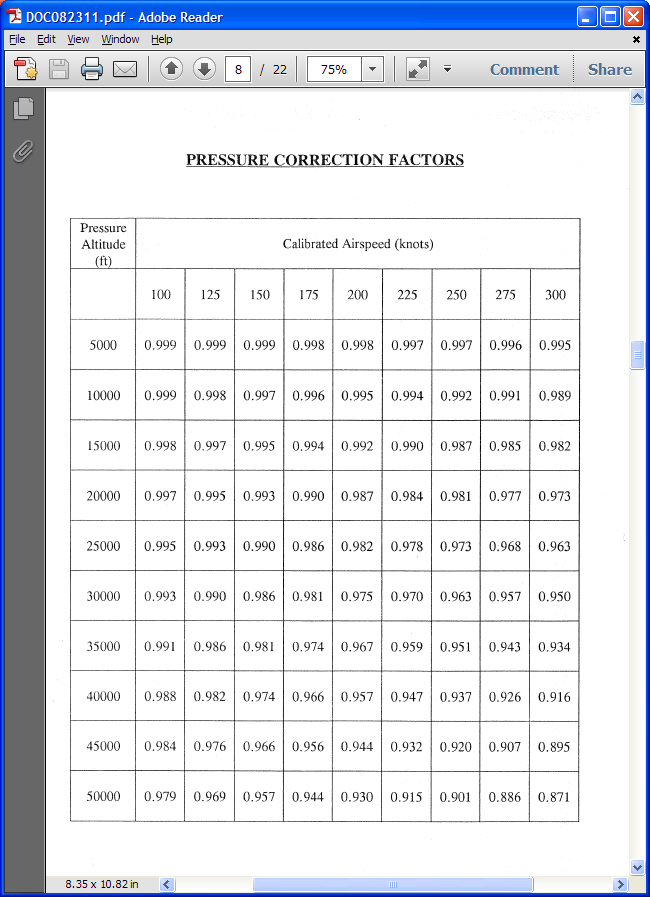 DOC082311.pdf - Adobe Reader
File Edit View Window Help
8 / 22 75% Comment Share
PRESSURE CORRECTION FACTORS
Pressure
Altitude
(ft)
Calibrated Airspeed (knots)
100 125 150 175 200 225 250 275 300
5000 0.999 0.999 0.999 0.998 0.998 0.997 0.997 0.996 0.995
10000 0.999 0.998 0.997 0.996 0.995 0.994 0.992 0.991 0.989
15000 0.998 0.997 0.995 0.994 0.992 0.990 0.987 0.985 0.982
20000 0.997 0.995 0.993 0.990 0.987 0.984 0.981 0.977 0.973
25000 0.995 0.993 0.990 0.986 0.982 0.978 0.973 0.968 0.963
30000 0.993 0.990 0.986 0.981 0.975 0.970 0.963 0.957 0.950
35000 0.991 0.986 0.981 0.974 0.967 0.959 0.951 0.943 0.934
40000 0.988 0.982 0.974 0.966 0.957 0.947 0.937 0.926 0.916
45000 0.984 0.976 0.966 0.956 0.944 0.932 0.920 0.907 0.895
50000 0.979 0.969 0.957 0.944 0.930 0.915 0.901 0.886 0.871
8.35 x 10.82 in